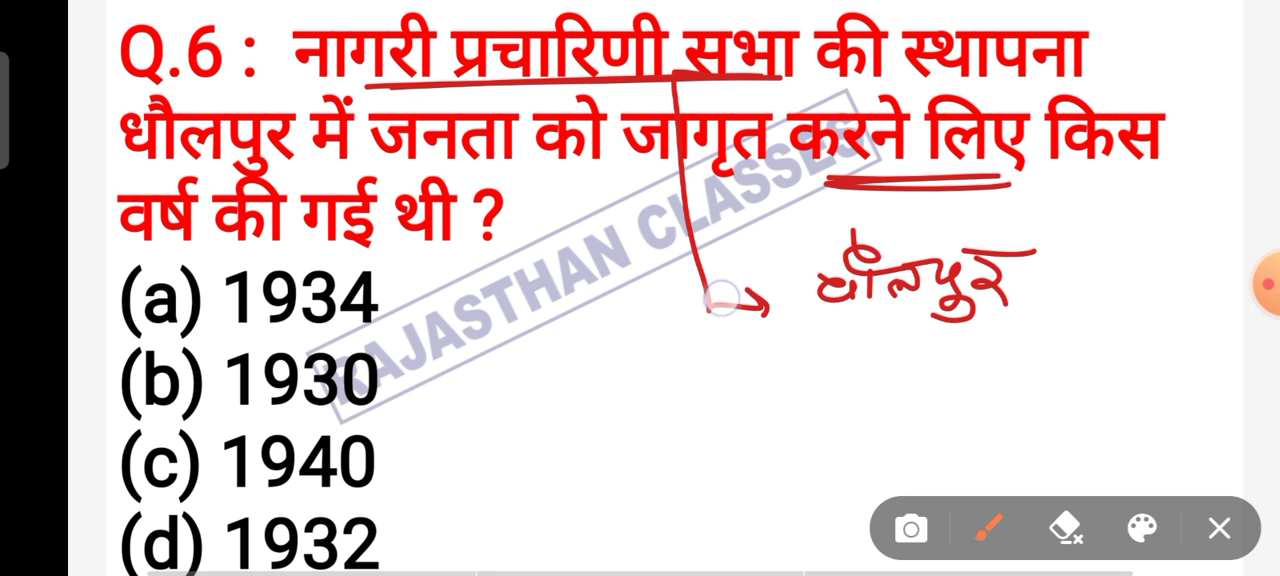 Q.6 : नागरी प्रचारिणी सभा की स्थापना
धौलपुर में जनता को जागृत करने लिए किस
वर्ष की गई थी ?
(a) 1934
(b) 1930
(c) 1940
(d) 1932
RAJASTHAN CLASSES
धौलपुर